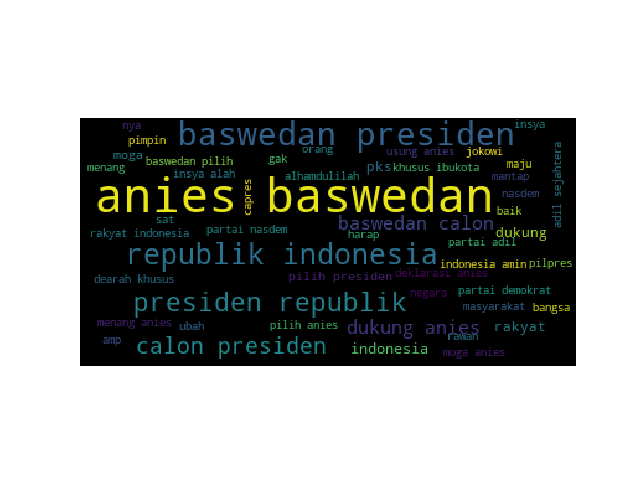 nya
insya
baswedan presiden
pimpin
orang
usung anies
jokowi
moga
baswedan pilih
gak
menang
pks
khusus ibukota
maju
insya alah
alhamdulilah
mantap
adil sejahtera
anies baswedan
capres
nasdem
baik
sat
baswedan calon
rakyat indonesia
partai nasdem
harap
dukung
partai adil
republik indonesia
indonesia amin
pilpres
dearah khusus
pilih presiden
deklarasi anies
presiden republik
negara
partai demokrat
masyarakat
bangsa
menang anies
ubah
pilih anies
dukung anies
rakyat
rawan
amp
calon presiden
indonesia
moga anies